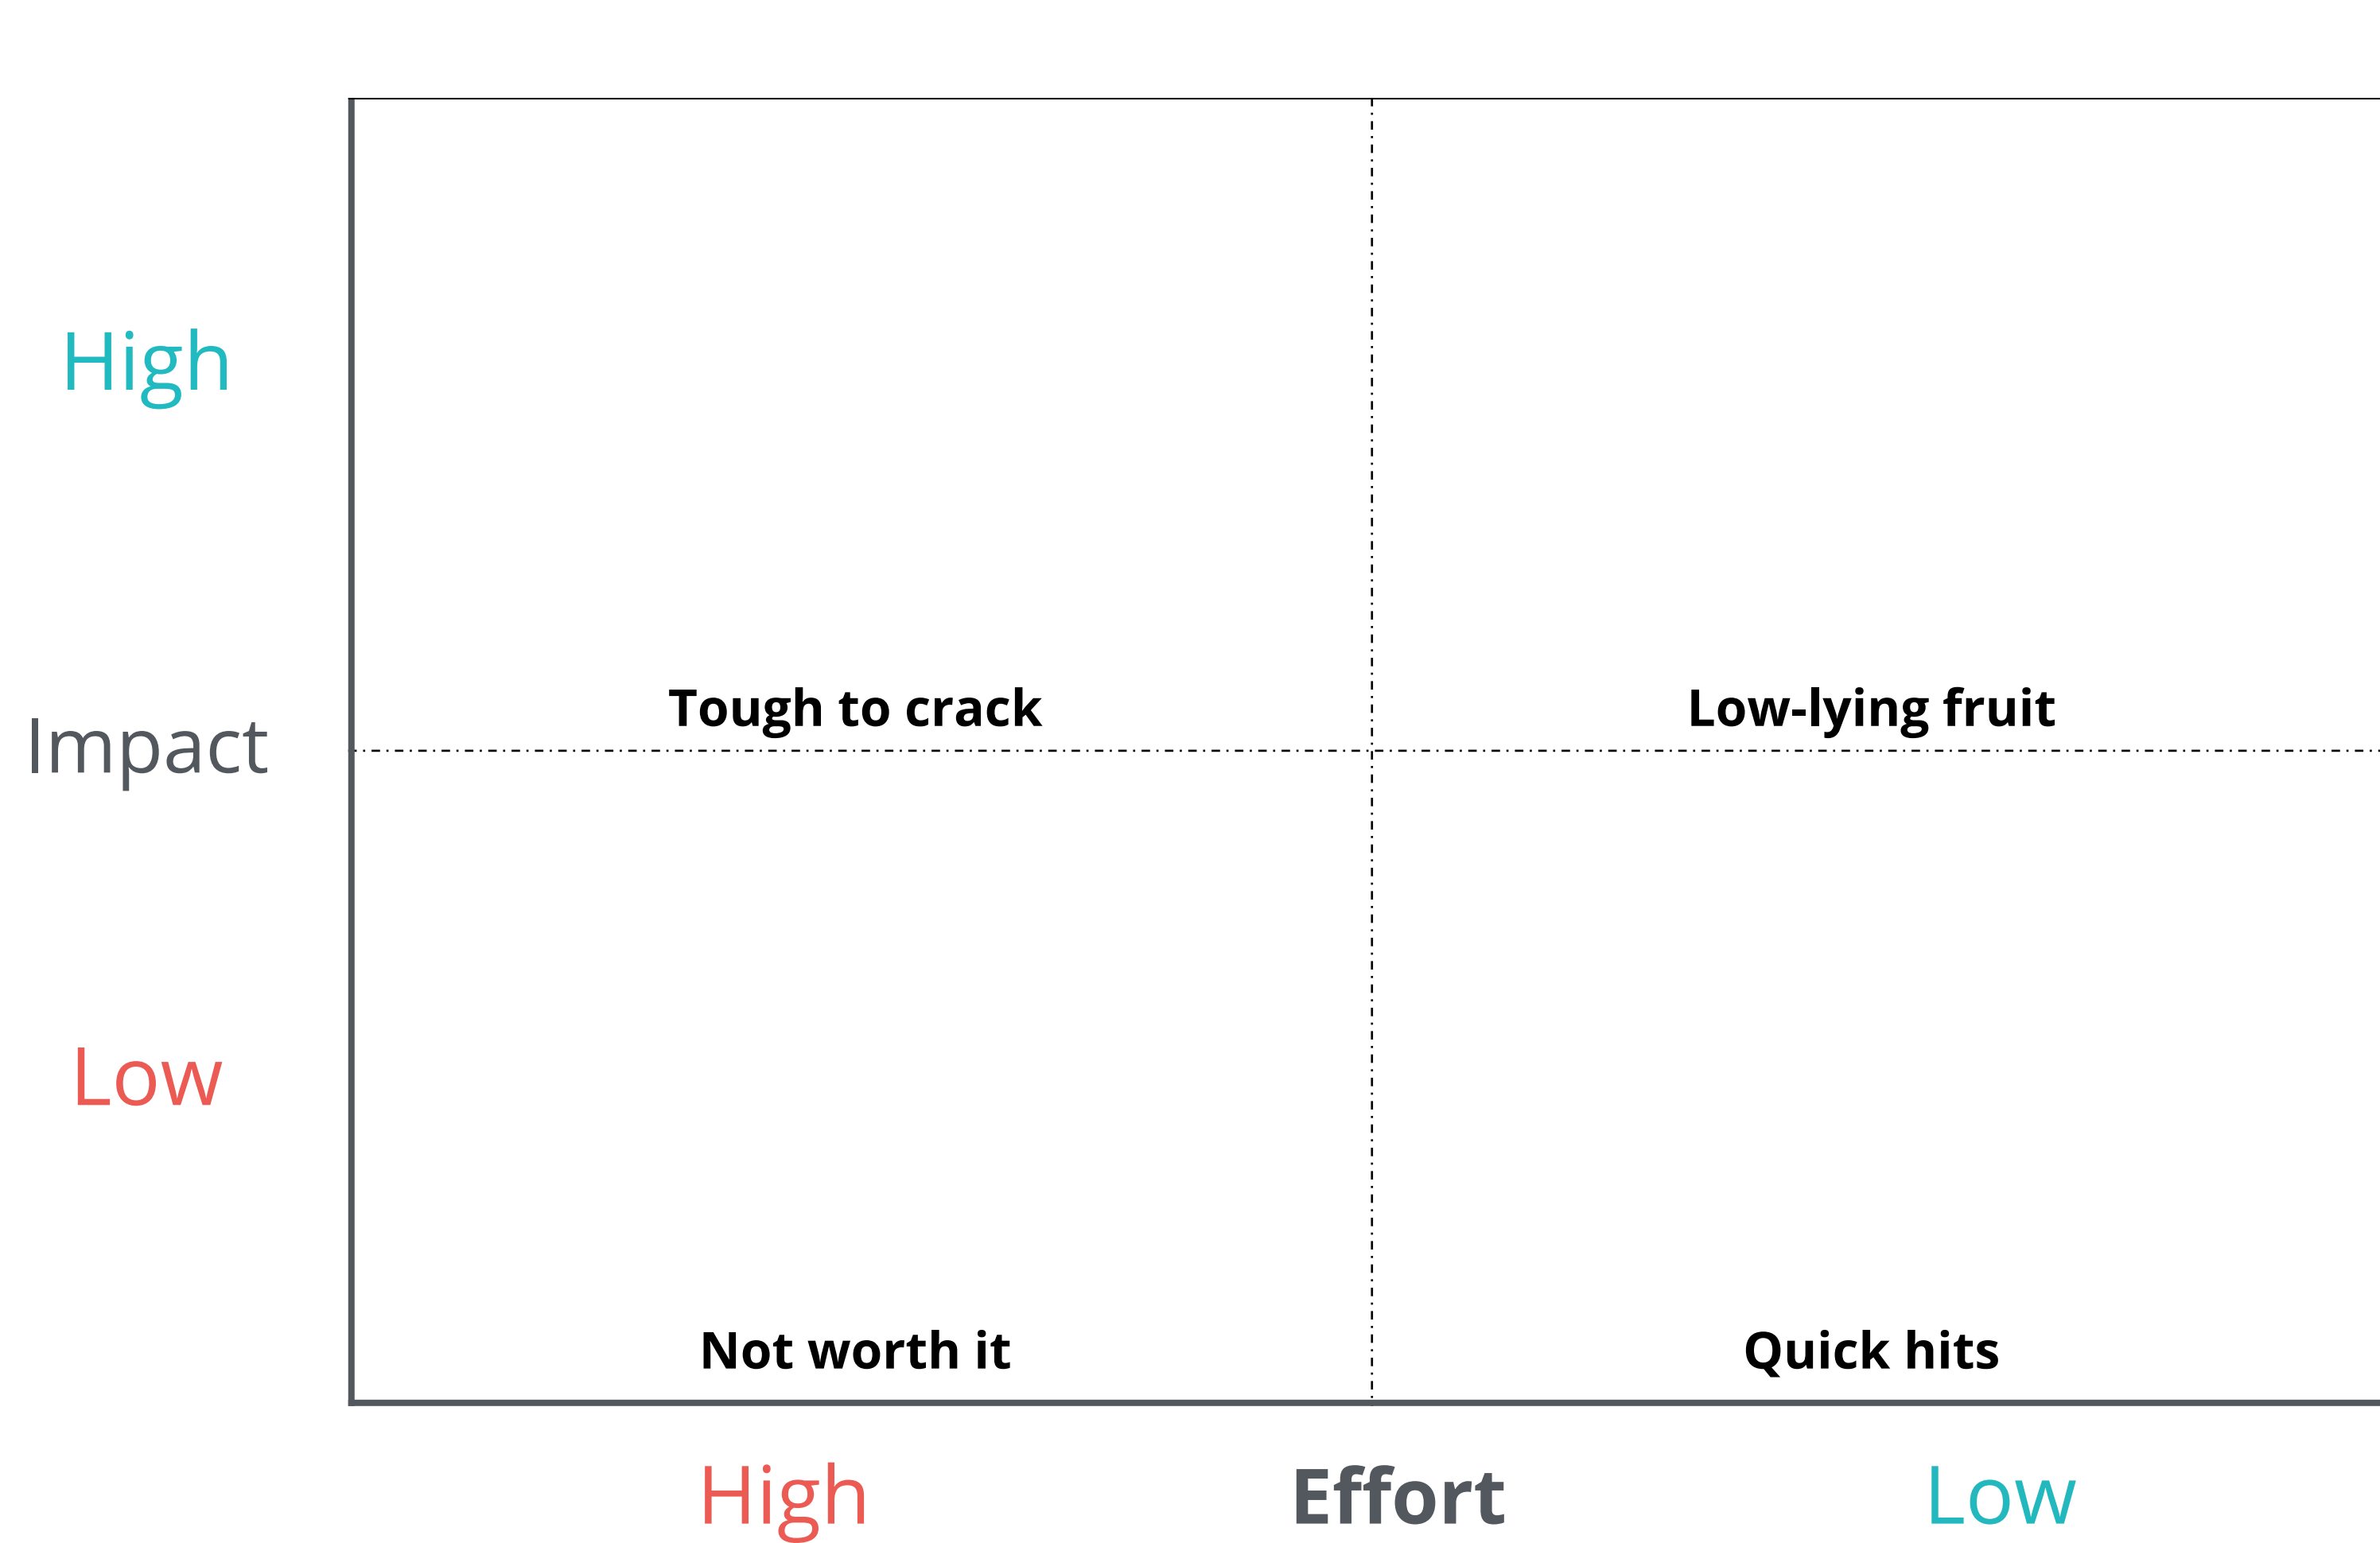 High
Tough to crack
Low-lying fruit
Impact
Low
Not worth it
Quick hits
High
Effort
Low